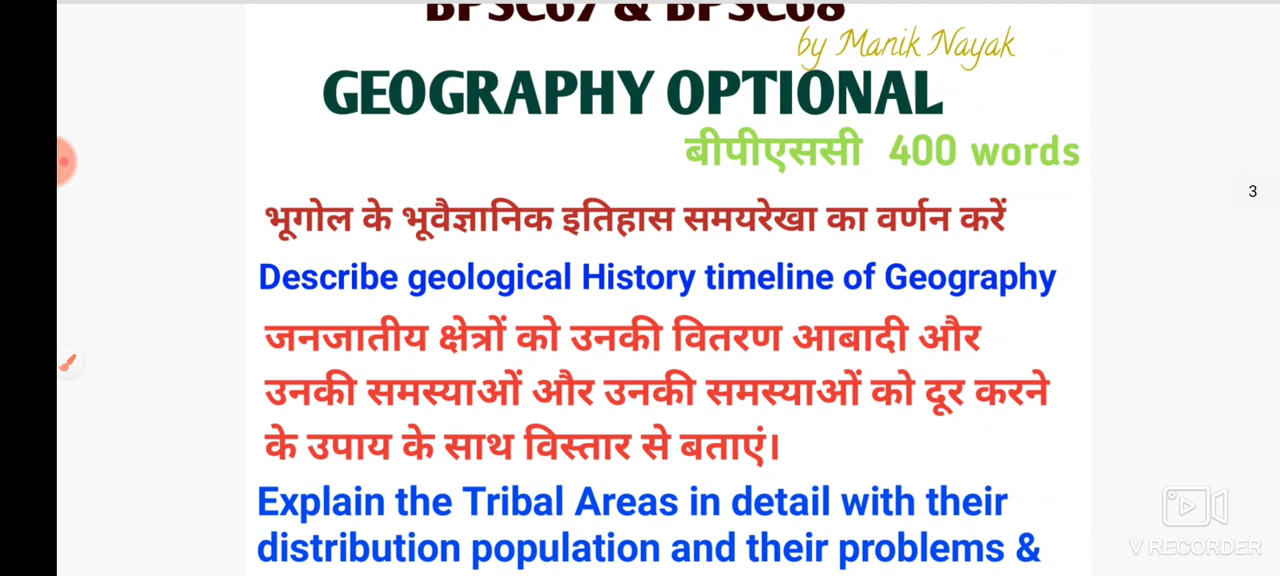 BPSC67 & BPSC68
by Manik Nayak
GEOGRAPHY OPTIONAL
बीपीएससी 400 words
3
भूगोल के भूवैज्ञानिक इतिहास समयरेखा का वर्णन करें
Describe geological History timeline of Geography
जनजातीय क्षेत्रों को उनकी वितरण आबादी और
उनकी समस्याओं और उनकी समस्याओं को दूर करने
के उपाय के साथ विस्तार से बताएं।
Explain the Tribal Areas in detail with their
distribution population and their problems &
V RECORDER